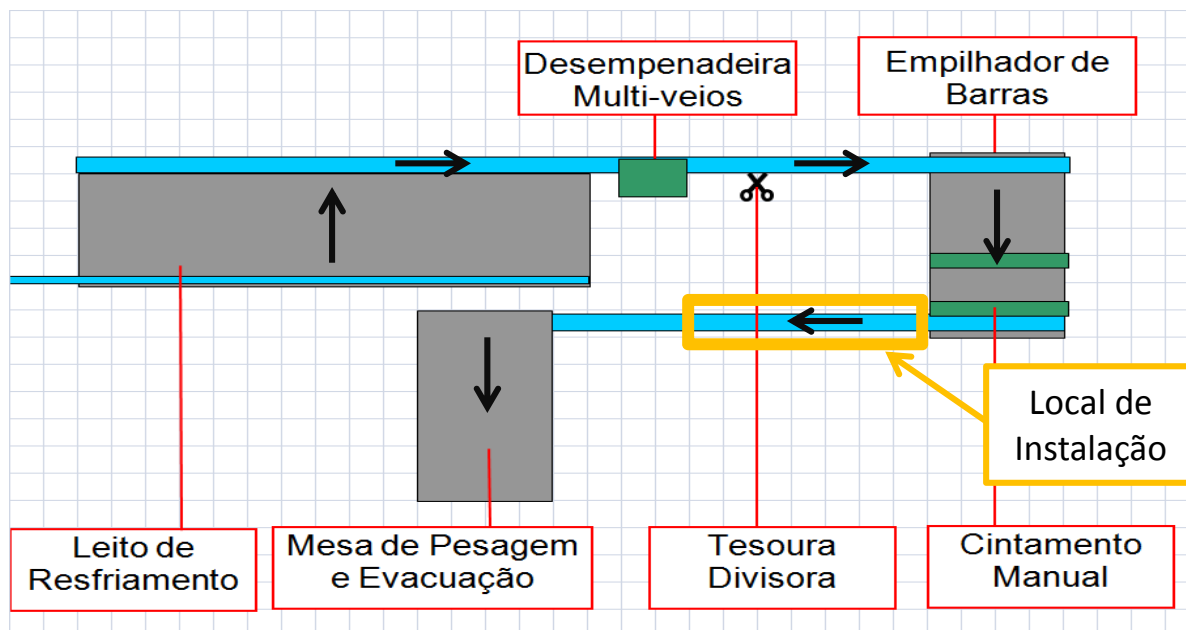 Desempenadeira
Multi-veios
Empilhador de
Barras
Local de
Instalação
Leito de
Resfriamento
Mesa de Pesagem
e Evacuação
Tesoura
Divisora
Cintamento
Manual